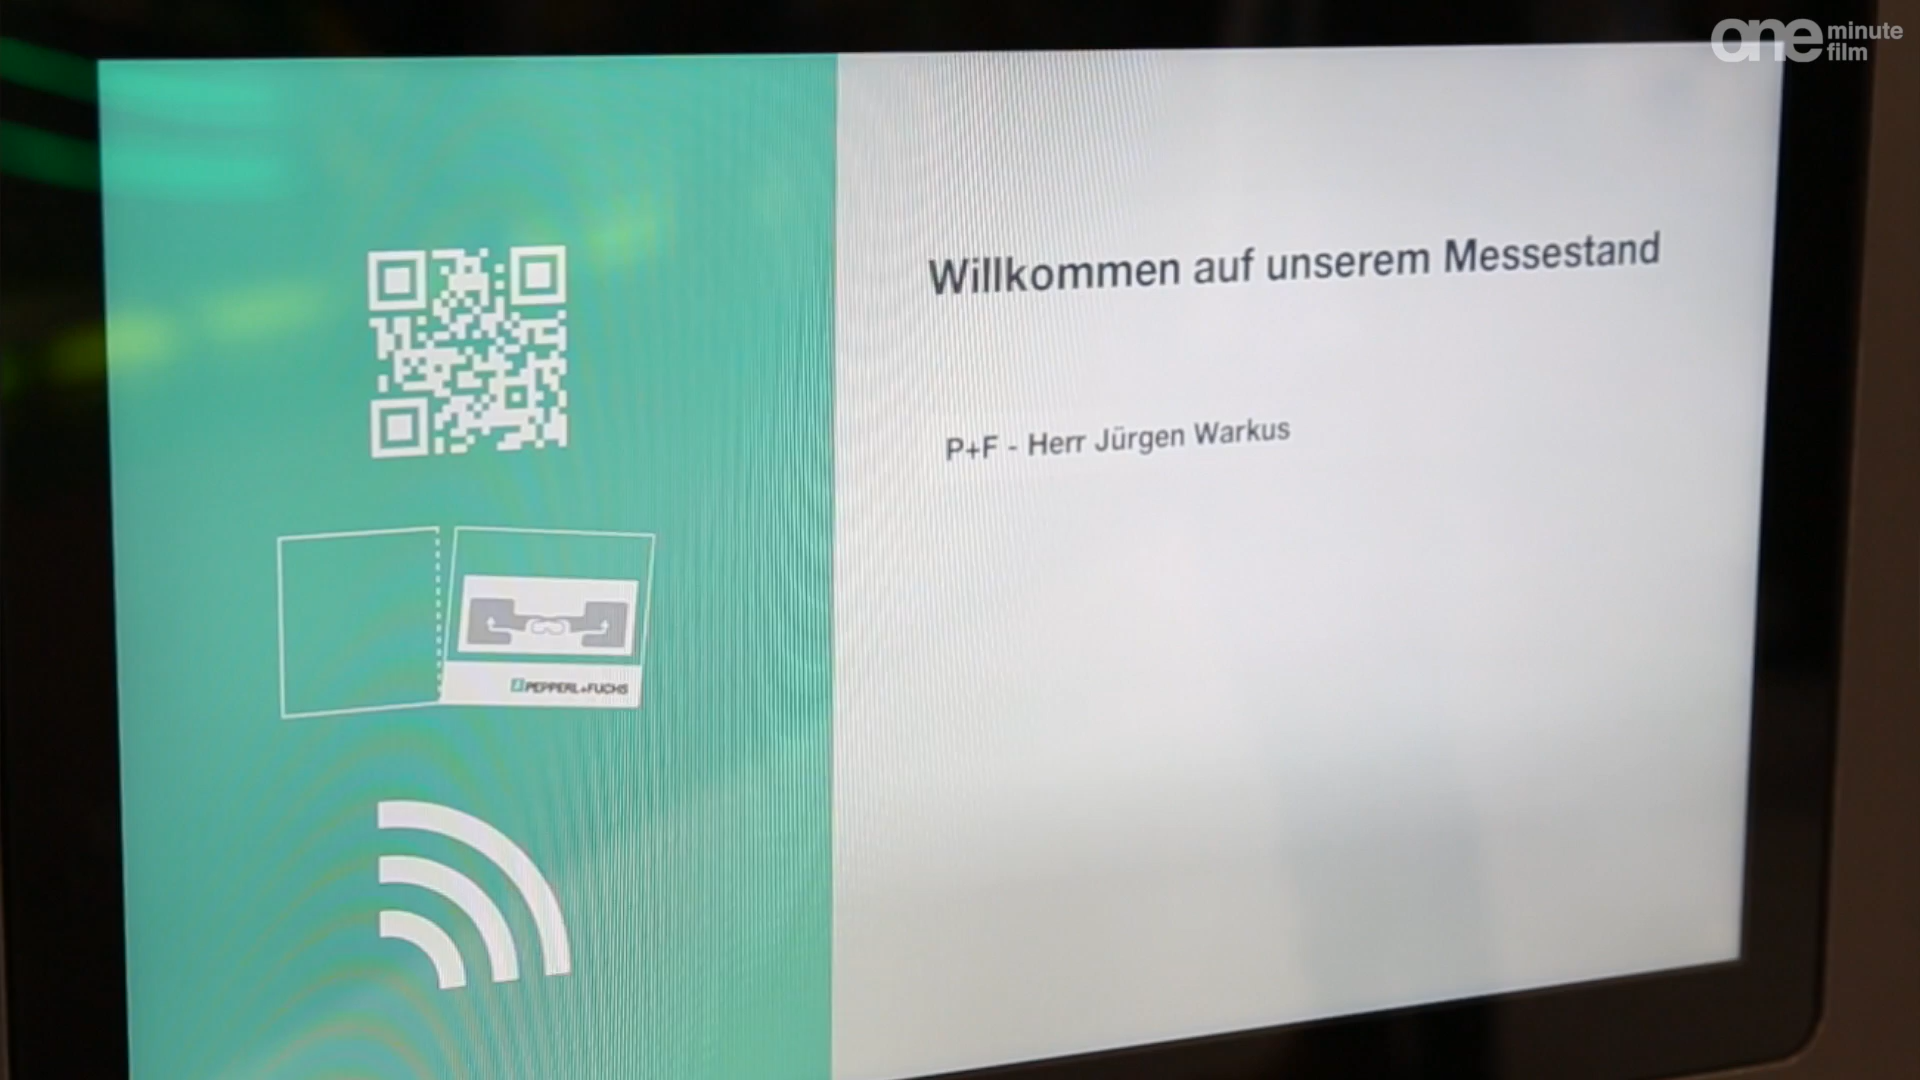 one minute film
Willkommen auf unserem Messestand
P+F - Herr Jürgen Warkus
PEPPERL+FUCHS